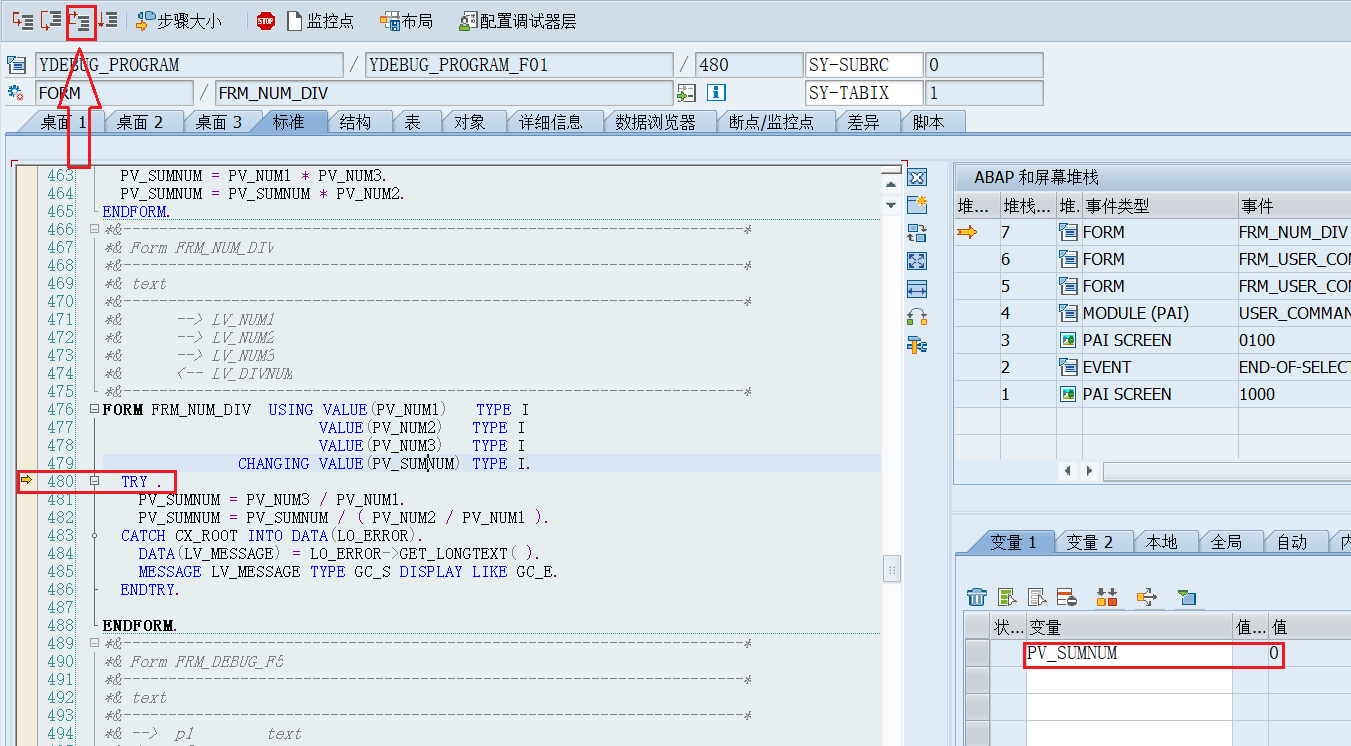 步骤大小 STOP 监控点 布局 配置调试器层
YDEBUG_PROGRAM / YDEBUG_PROGRAM_F01 / 480 SY-SUBRC 0
FORM / FRM_NUM_DIV SY-TABIX 1
桌面 1 桌面 2 桌面 3 标准 结构 表 对象 详细信息 数据浏览器 断点/监控点 差异 脚本
463 PV_SUMNUM = PV_NUM1 * PV_NUM3.
464 PV_SUMNUM = PV_SUMNUM * PV_NUM2.
465 ENDFORM.
466 *&---------------------------------------------------------------------*
467 *& Form FRM_NUM_DIV
468 *&---------------------------------------------------------------------*
469 *& text
470 *&---------------------------------------------------------------------*
471 *& --> LV_NUM1
472 *& --> LV_NUM2
473 *& --> LV_NUM3
474 *& <-- LV_DIVNUM
475 *&---------------------------------------------------------------------*
476 FORM FRM_NUM_DIV USING VALUE(PV_NUM1) TYPE I
477 VALUE(PV_NUM2) TYPE I
478 VALUE(PV_NUM3) TYPE I
479 CHANGING VALUE(PV_SUMNUM) TYPE I.
480 TRY .
481 PV_SUMNUM = PV_NUM3 / PV_NUM1.
482 PV_SUMNUM = PV_SUMNUM / ( PV_NUM2 / PV_NUM1 ).
483 CATCH CX_ROOT INTO DATA(LO_ERROR).
484 DATA(LV_MESSAGE) = LO_ERROR->GET_LONGTEXT( ).
485 MESSAGE LV_MESSAGE TYPE GC_S DISPLAY LIKE GC_E.
486 ENDTRY.
487
488 ENDFORM.
489 *&---------------------------------------------------------------------*
490 *& Form FRM_DEBUG_F5
491 *&---------------------------------------------------------------------*
492 *& text
493 *&---------------------------------------------------------------------*
494 *& --> p1 text
ABAP 和屏幕堆栈
堆... 堆栈... 堆. 事件类型 事件
7 FORM FRM_NUM_DIV
6 FORM FRM_USER_COM
5 FORM FRM_USER_COM
4 MODULE (PAI) USER_COMMAN
3 PAI SCREEN 0100
2 EVENT END-OF-SELECT
1 PAI SCREEN 1000
变量 1 变量 2 本地 全局 自动
状... 变量 值... 值
PV_SUMNUM 0